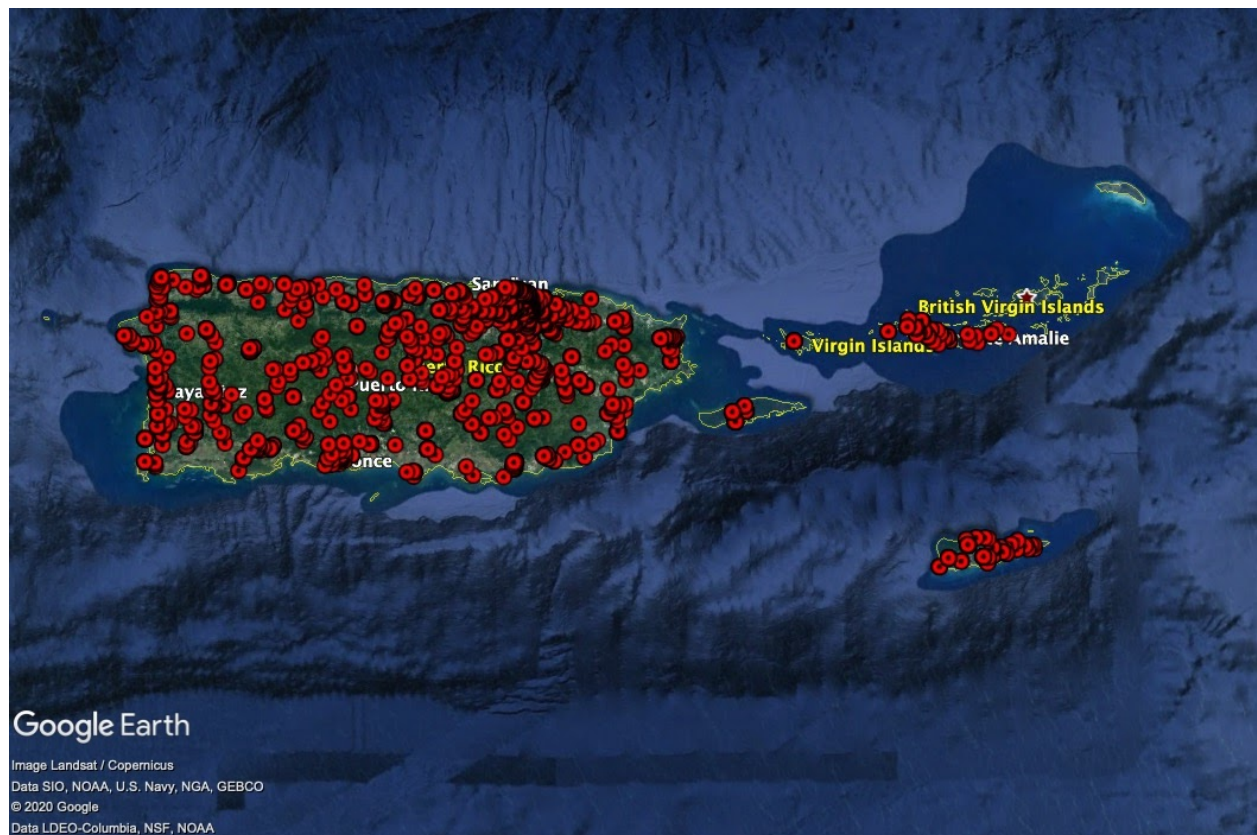 British Virgin Islands
Virgin Islands
Amalie
Google Earth
Image Landsat / Copernicus
Data SIO, NOAA, U.S. Navy, NGA, GEBCO
© 2020 Google
Data LDEO-Columbia, NSF, NOAA